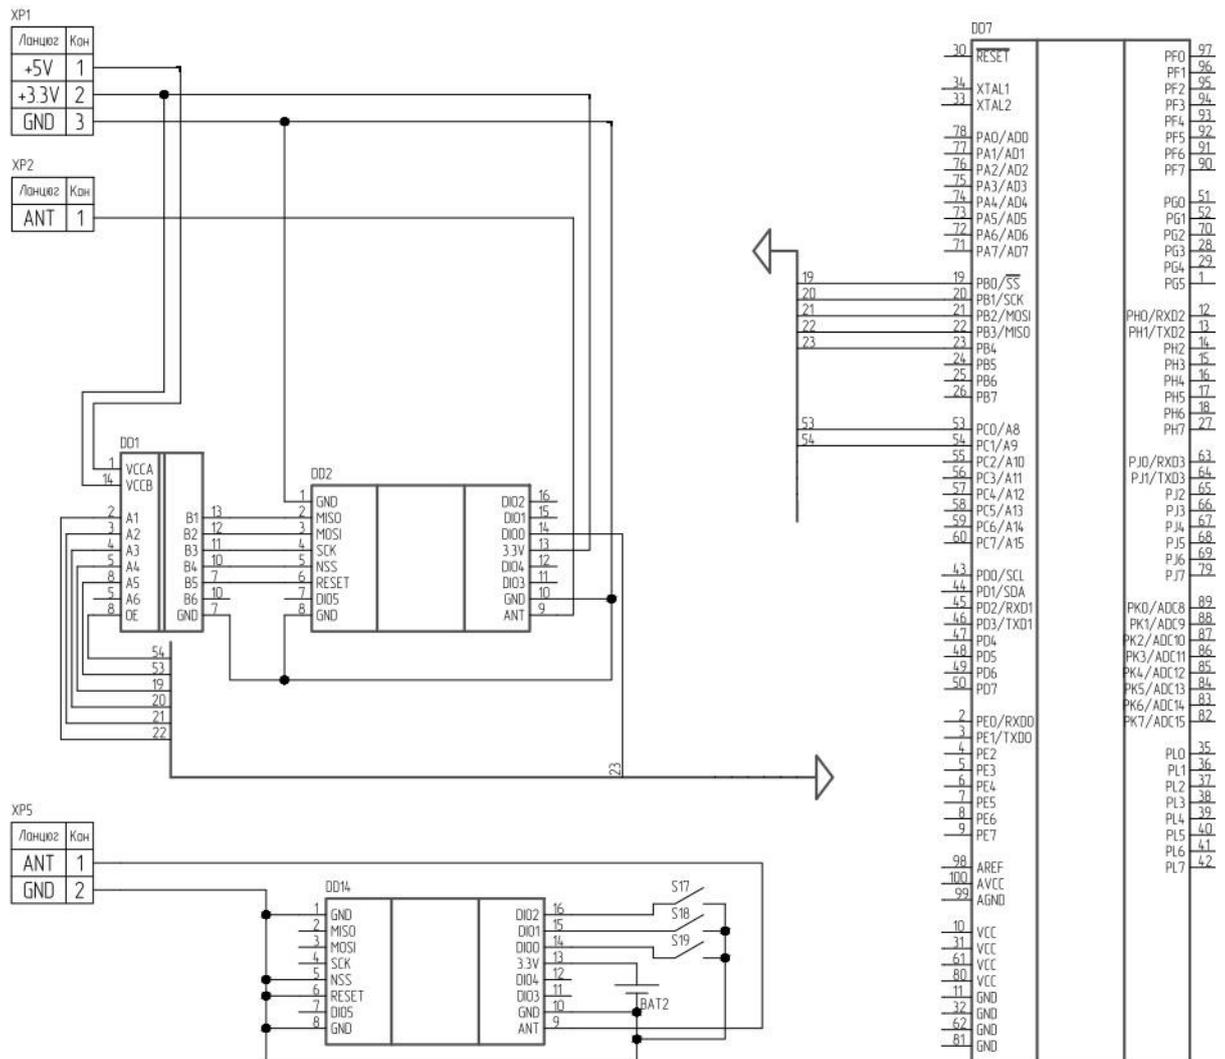 XP1
Ланцюг Кон
+5V 1
+3.3V 2
GND 3
XP2
Ланцюг Кон
ANT 1
DD1
1 VCCA
14 VCCB
2 A1 B1 13
3 A2 B2 12
4 A3 B3 11
5 A4 B4 10
8 A5 B5 7
5 A6 B6 10
8 OE GND 7
54
53
19
20
21
22
DD2
1 GND DIO2 16
2 MISO DIO1 15
3 MOSI DIO0 14
4 SCK 3.3V 13
5 NSS DIO4 12
6 RESET DIO3 11
7 DIO5 GND 10
8 GND ANT 9
23
XP5
Ланцюг Кон
ANT 1
GND 2
DD14
1 GND DIO2 16
2 MISO DIO1 15
3 MOSI DIO0 14
4 SCK 3.3V 13
5 NSS DIO4 12
6 RESET DIO3 11
7 DIO5 GND 10
8 GND ANT 9
S17
S18
S19
BAT2
19
20
21
22
23
53
54
DD7
30 RESET
34 XTAL1
33 XTAL2
78 PA0/AD0
77 PA1/AD1
76 PA2/AD2
75 PA3/AD3
74 PA4/AD4
73 PA5/AD5
72 PA6/AD6
71 PA7/AD7
19 PB0/SS
20 PB1/SCK
21 PB2/MOSI
22 PB3/MISO
23 PB4
24 PB5
25 PB6
26 PB7
53 PC0/A8
54 PC1/A9
55 PC2/A10
56 PC3/A11
57 PC4/A12
58 PC5/A13
59 PC6/A14
60 PC7/A15
43 PD0/SCL
44 PD1/SDA
45 PD2/RXD1
46 PD3/TXD1
47 PD4
48 PD5
49 PD6
50 PD7
2 PE0/RXD0
3 PE1/TXD0
4 PE2
5 PE3
6 PE4
7 PE5
8 PE6
9 PE7
98 AREF
100 AVCC
99 AGND
10 VCC
31 VCC
61 VCC
80 VCC
11 GND
32 GND
62 GND
81 GND
PF0 97
PF1 96
PF2 95
PF3 94
PF4 93
PF5 92
PF6 91
PF7 90
PG0 51
PG1 52
PG2 70
PG3 28
PG4 29
PG5 1
PH0/RXD2 12
PH1/TXD2 13
PH2 14
PH3 15
PH4 16
PH5 17
PH6 18
PH7 27
PJ0/RXD3 63
PJ1/TXD3 64
PJ2 65
PJ3 66
PJ4 67
PJ5 68
PJ6 69
PJ7 79
PK0/ADC8 89
PK1/ADC9 88
PK2/ADC10 87
PK3/ADC11 86
PK4/ADC12 85
PK5/ADC13 84
PK6/ADC14 83
PK7/ADC15 82
PL0 35
PL1 36
PL2 37
PL3 38
PL4 39
PL5 40
PL6 41
PL7 42